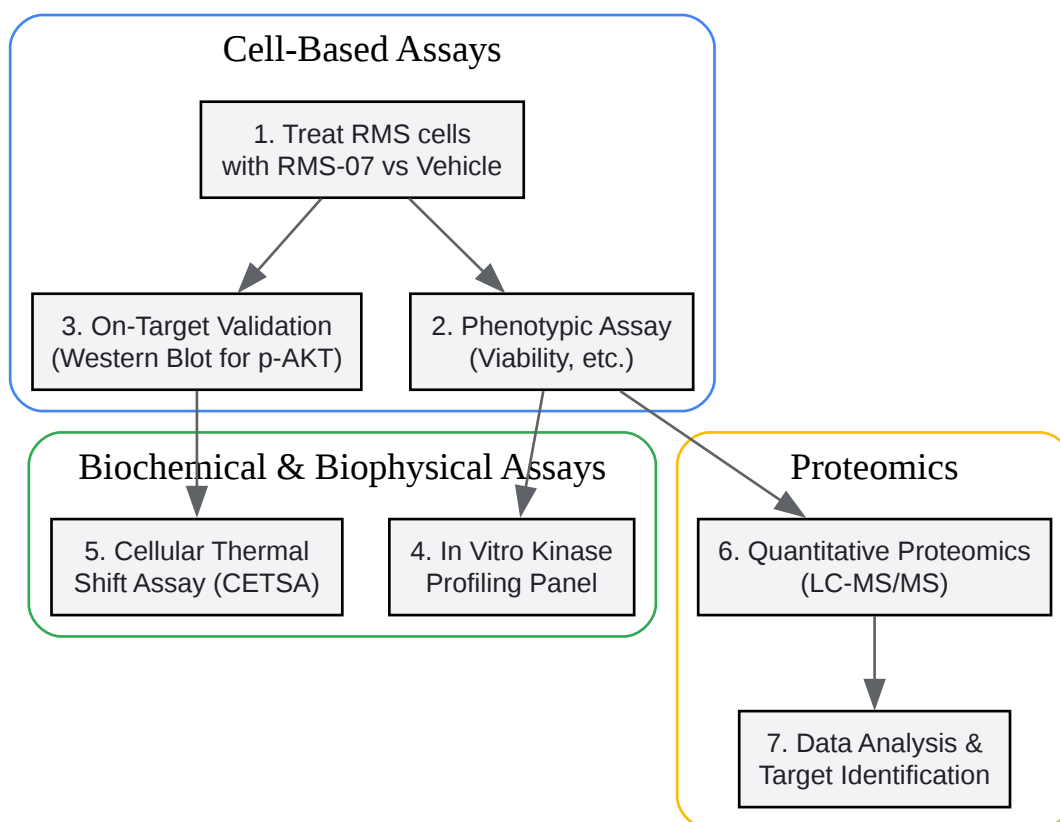 Cell-Based Assays
1. Treat RMS cells
with RMS-07 vs Vehicle
3. On-Target Validation
(Western Blot for p-AKT)
2. Phenotypic Assay
(Viability, etc.)
Biochemical & Biophysical Assays
5. Cellular Thermal
Shift Assay (CETSA)
4. In Vitro Kinase
Profiling Panel
Proteomics
6. Quantitative Proteomics
(LC-MS/MS)
7. Data Analysis &
Target Identification